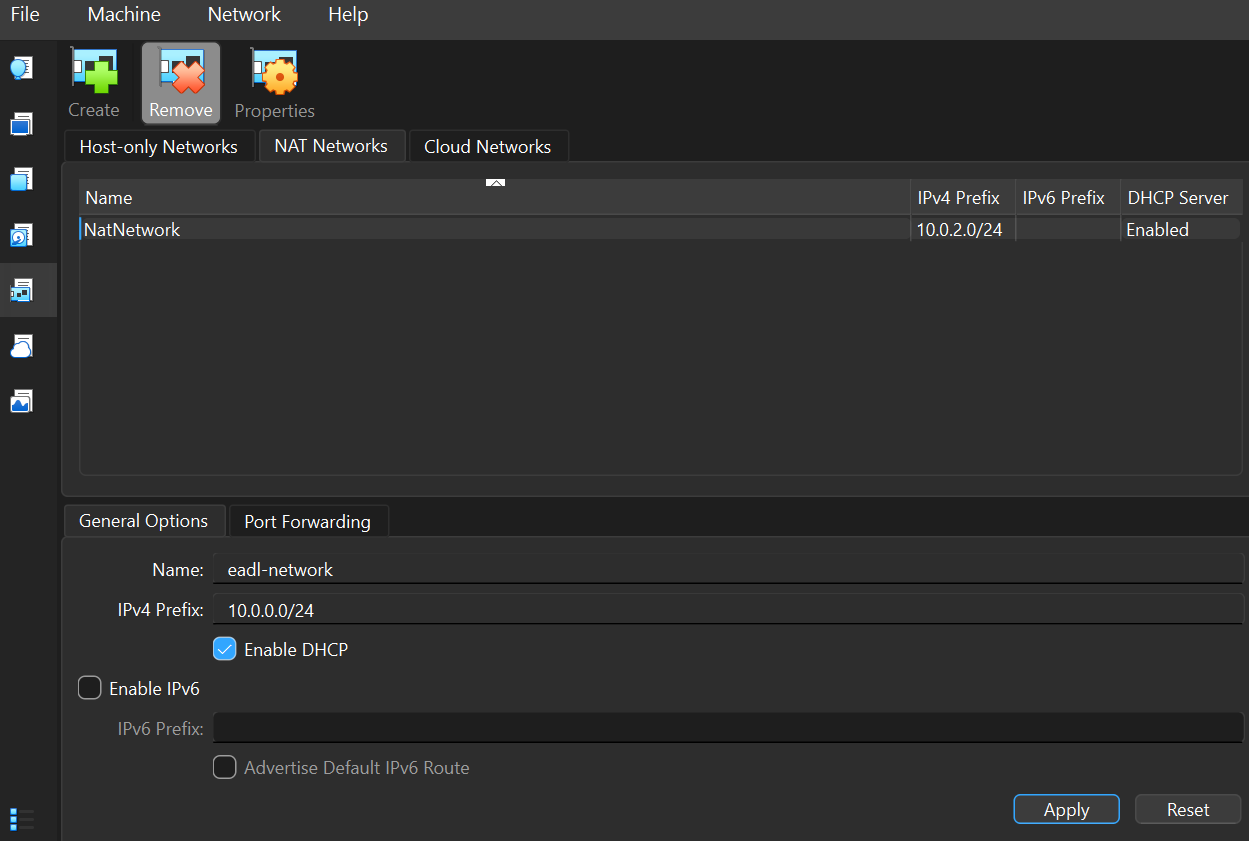 File Machine Network Help
Create Remove Properties
Host-only Networks NAT Networks Cloud Networks
Name IPv4 Prefix IPv6 Prefix DHCP Server
NatNetwork 10.0.2.0/24 Enabled
General Options Port Forwarding
Name: eadl-network
IPv4 Prefix: 10.0.0.0/24
Enable DHCP
Enable IPv6
IPv6 Prefix:
Advertise Default IPv6 Route
Apply Reset